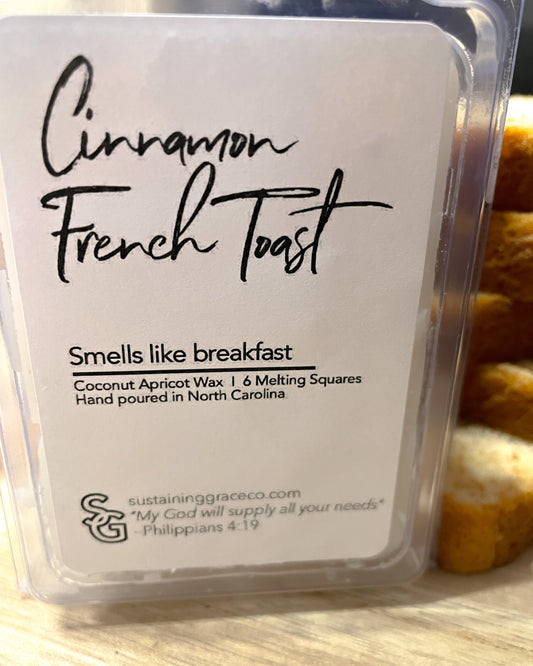 Cinnamon
French Toast
Smells like breakfast
Coconut Apricot Wax | 6 Melting Squares
Hand poured in North Carolina
S&G
sustaininggraceco.com
*My God will supply all your needs*
-Philippians 4:19